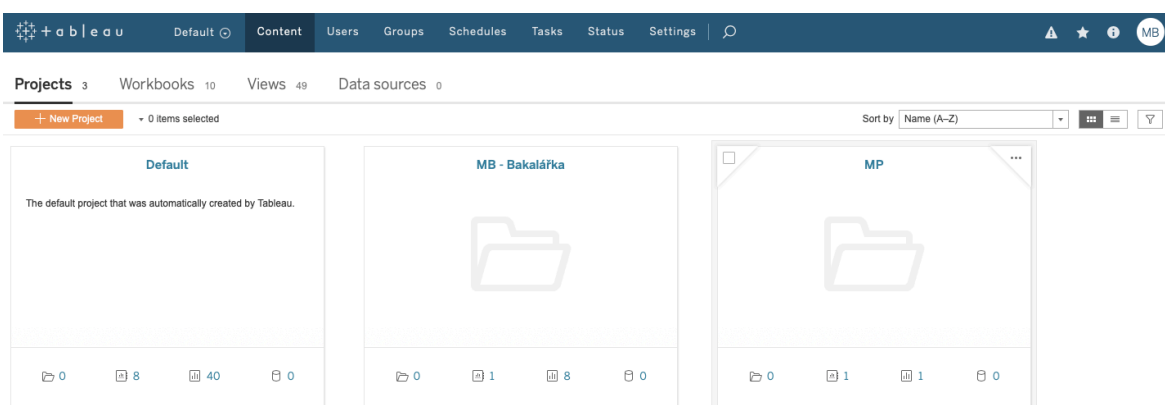 +ableau Default Content Users Groups Schedules Tasks Status Settings MB
Projects 3 Workbooks 10 Views 49 Data sources 0
New Project 0 items selected Sort by Name (A–Z)
Default
The default project that was automatically created by Tableau.
0 8 40 0
MB - Bakalářka
0 1 8 0
MP
0 1 1 0